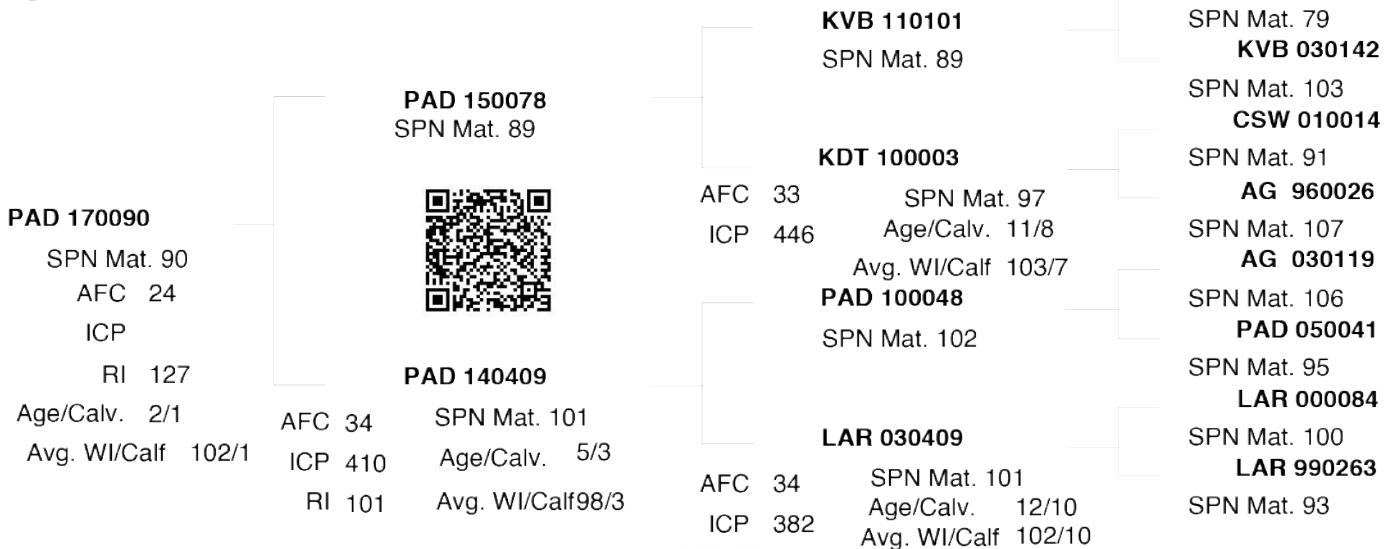 PAD 170090
SPN Mat. 90
AFC 24
ICP
RI 127
Age/Calv. 2/1
Avg. WI/Calf 102/1
PAD 150078
SPN Mat. 89
PAD 140409
AFC 34 SPN Mat. 101
ICP 410 Age/Calv. 5/3
RI 101 Avg. WI/Calf98/3
KVB 110101
SPN Mat. 89
KDT 100003
AFC 33 SPN Mat. 97
ICP 446 Age/Calv. 11/8
Avg. WI/Calf 103/7
PAD 100048
SPN Mat. 102
LAR 030409
AFC 34 SPN Mat. 101
ICP 382 Age/Calv. 12/10
Avg. WI/Calf 102/10
SPN Mat. 79
KVB 030142
SPN Mat. 103
CSW 010014
SPN Mat. 91
AG 960026
SPN Mat. 107
AG 030119
SPN Mat. 106
PAD 050041
SPN Mat. 95
LAR 000084
SPN Mat. 100
LAR 990263
SPN Mat. 93